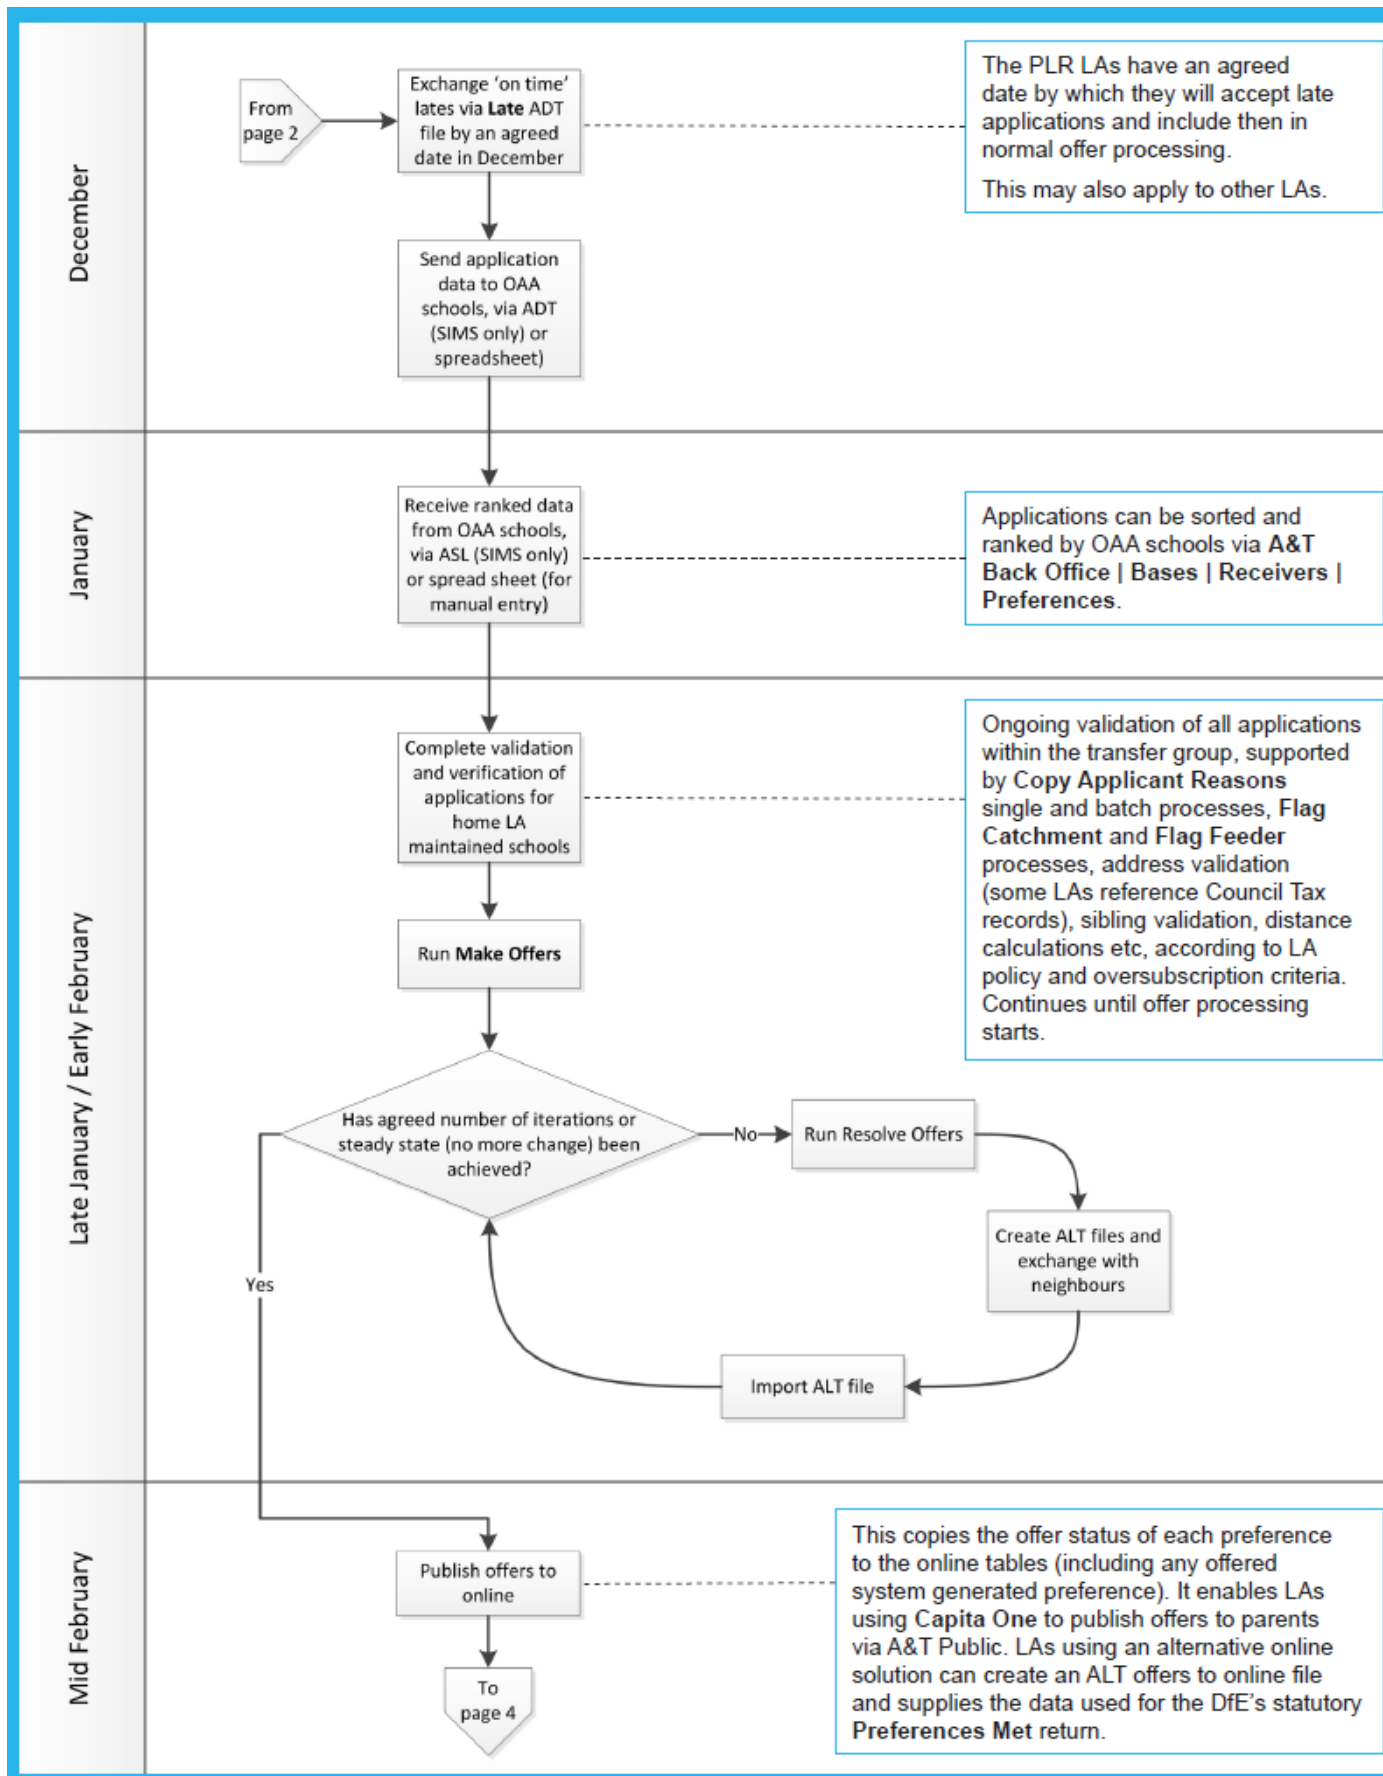 December
From
page 2
Exchange ‘on time’
lates via Late ADT
file by an agreed
date in December
The PLR LAs have an agreed
date by which they will accept late
applications and include then in
normal offer processing.
This may also apply to other LAs.
Send application
data to OAA
schools, via ADT
(SIMS only) or
spreadsheet)
January
Receive ranked data
from OAA schools,
via ASL (SIMS only)
or spread sheet (for
manual entry)
Applications can be sorted and
ranked by OAA schools via A&T
Back Office | Bases | Receivers |
Preferences.
Late January / Early February
Complete validation
and verification of
applications for
home LA
maintained schools
Ongoing validation of all applications
within the transfer group, supported
by Copy Applicant Reasons
single and batch processes, Flag
Catchment and Flag Feeder
processes, address validation
(some LAs reference Council Tax
records), sibling validation, distance
calculations etc, according to LA
policy and oversubscription criteria.
Continues until offer processing
starts.
Run Make Offers
Has agreed number of iterations or
steady state (no more change) been
achieved?
No
Run Resolve Offers
Create ALT files and
exchange with
neighbours
Import ALT file
Yes
Mid February
Publish offers to
online
This copies the offer status of each preference
to the online tables (including any offered
system generated preference). It enables LAs
using Capita One to publish offers to parents
via A&T Public. LAs using an alternative online
solution can create an ALT offers to online file
and supplies the data used for the DfE’s statutory
Preferences Met return.
To
page 4